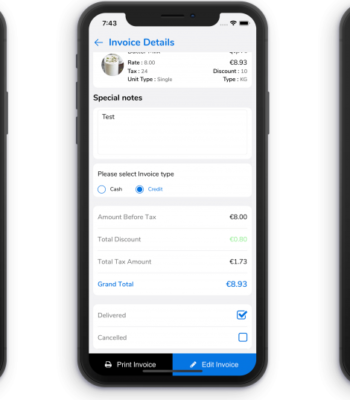 7:43
Invoice Details
Rate : 8.00
€8.93
Tax : 24
Discount : 10
Unit Type : Single
Type : KG
Special notes
Test
Please select Invoice type
Cash
Credit
Amount Before Tax
€8.00
Total Discount
€0.80
Total Tax Amount
€1.73
Grand Total
€8.93
Delivered
Cancelled
Print Invoice
Edit Invoice